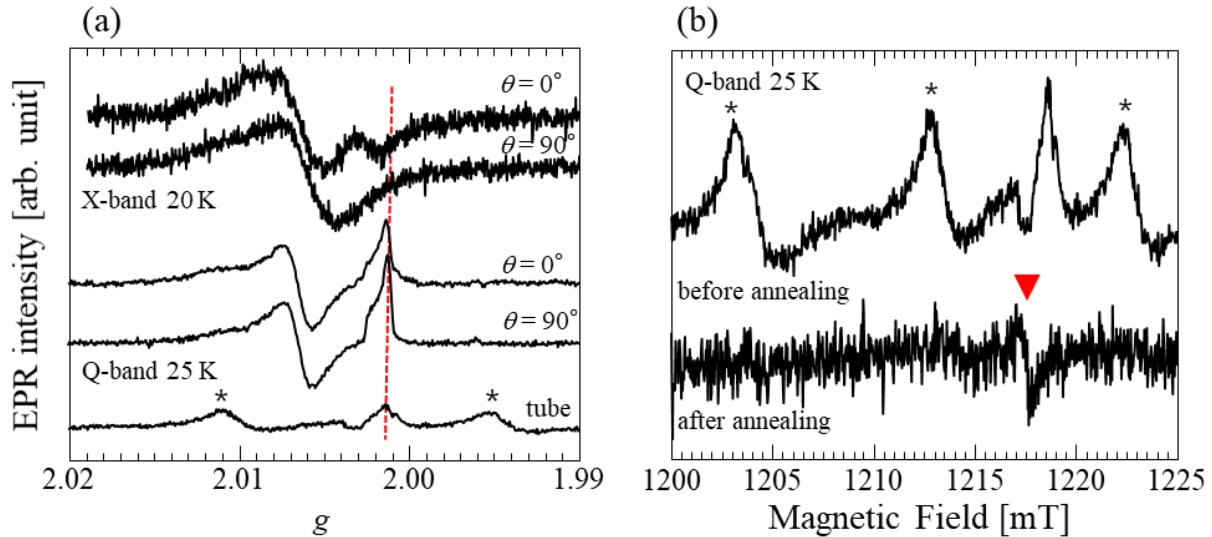 (a)
(b)
EPR intensity [arb. unit]
θ = 0°
θ = 90°
X-band 20 K
θ = 0°
θ = 90°
Q-band 25 K
*
*
tube
2.02
2.01
2.00
1.99
g
Q-band 25 K
*
*
*
before annealing
after annealing
1200
1205
1210
1215
1220
1225
Magnetic Field [mT]